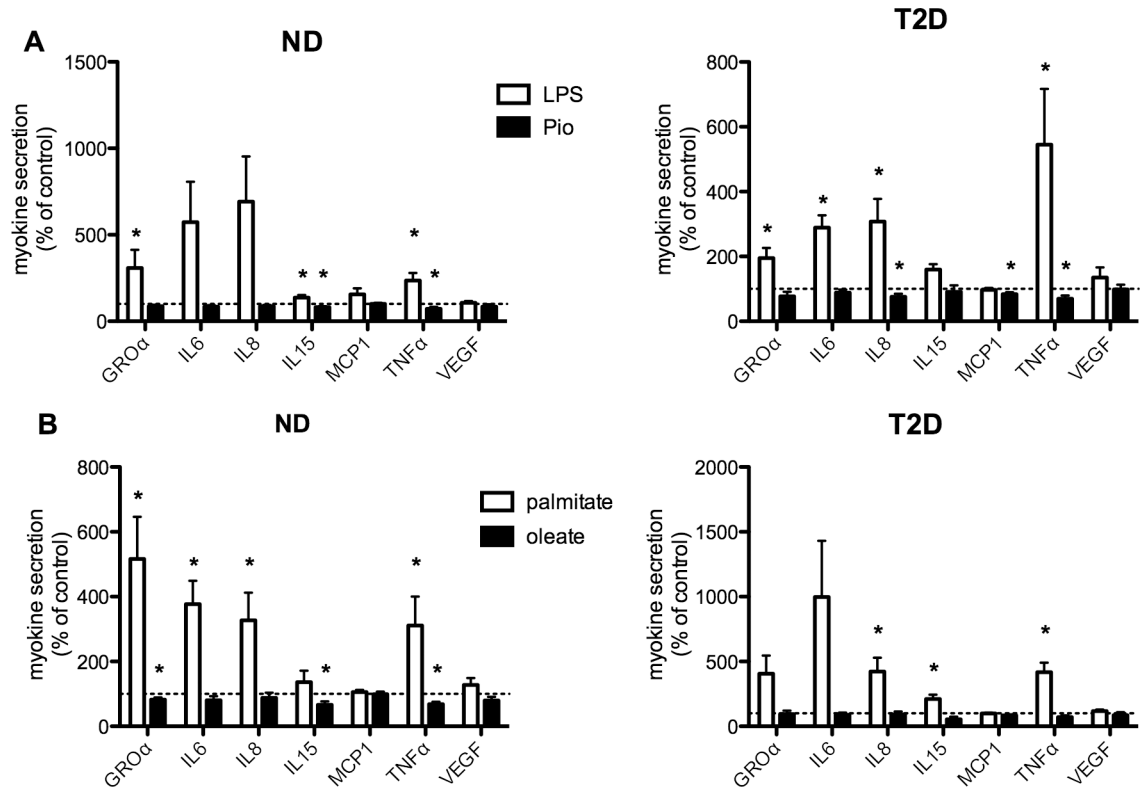 A
ND
T2D
1500
1000
500
0
myokine secretion
(% of control)
LPS
Pio
* * * * *
GROα IL6 IL8 IL15 MCP1 TNFα VEGF
800
600
400
200
0
myokine secretion
(% of control)
* * * * * * *
GROα IL6 IL8 IL15 MCP1 TNFα VEGF
B
ND
T2D
800
600
400
200
0
myokine secretion
(% of control)
palmitate
oleate
* * * * * * *
GROα IL6 IL8 IL15 MCP1 TNFα VEGF
2000
1500
1000
500
0
myokine secretion
(% of control)
* * *
GROα IL6 IL8 IL15 MCP1 TNFα VEGF